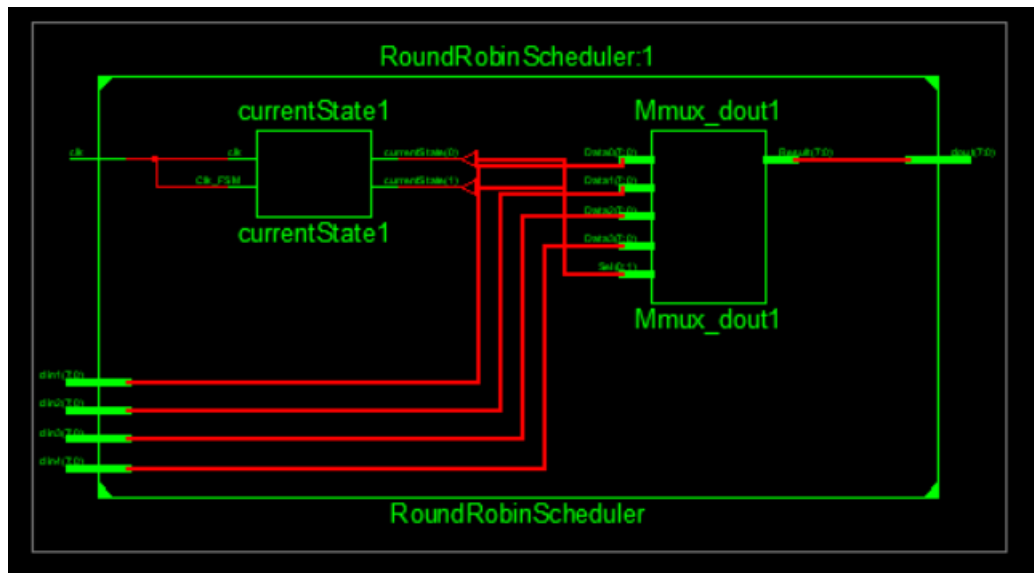 RoundRobinScheduler:1
currentState1
Mmux_dout1
clk
clk
currentState(0)
Data0(7:0)
Result(7:0)
dout(7:0)
Clk_FSM
currentState(1)
Data1(7:0)
Data2(7:0)
Data3(7:0)
Sel(0:1)
currentState1
Mmux_dout1
din1(7:0)
din2(7:0)
din3(7:0)
din4(7:0)
RoundRobinScheduler